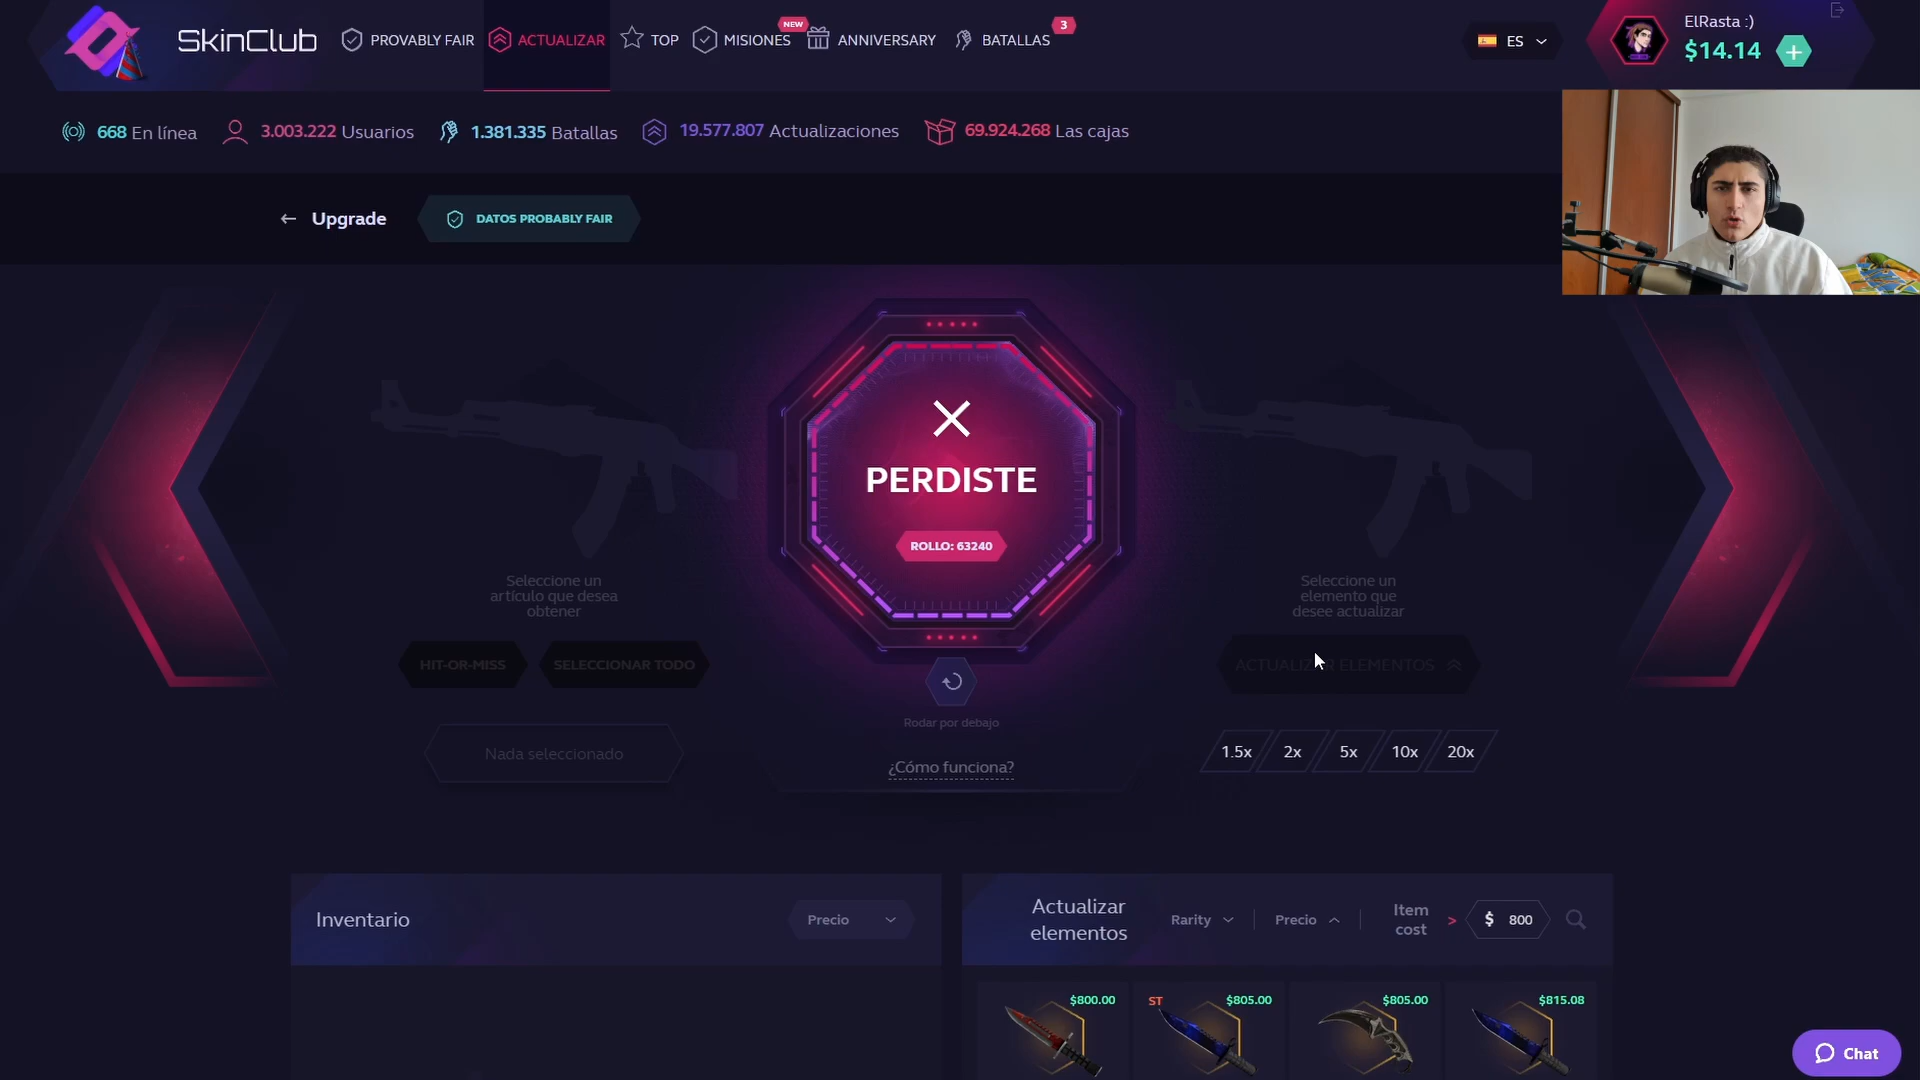 SkinClub
PROVABLY FAIR
ACTUALIZAR
TOP
NEW
MISIONES
ANNIVERSARY
BATALLAS
3
ES
ElRasta :)
$14.14
668 En línea
3.003.222 Usuarios
1.381.335 Batallas
19.577.807 Actualizaciones
69.924.268 Las cajas
Upgrade
DATOS PROBABLY FAIR
PERDISTE
ROLLO: 63240
Seleccione un
artículo que desea
obtener
HIT-OR-MISS
SELECCIONAR TODO
Nada seleccionado
Rodar por debajo
¿Cómo funciona?
Seleccione un
elemento que
desee actualizar
ACTUALIZAR ELEMENTOS
1.5x
2x
5x
10x
20x
Inventario
Precio
Actualizar
elementos
Rarity
Precio
Item
cost
>
$ 800
$800.00
ST
$805.00
$805.00
$815.08
Chat